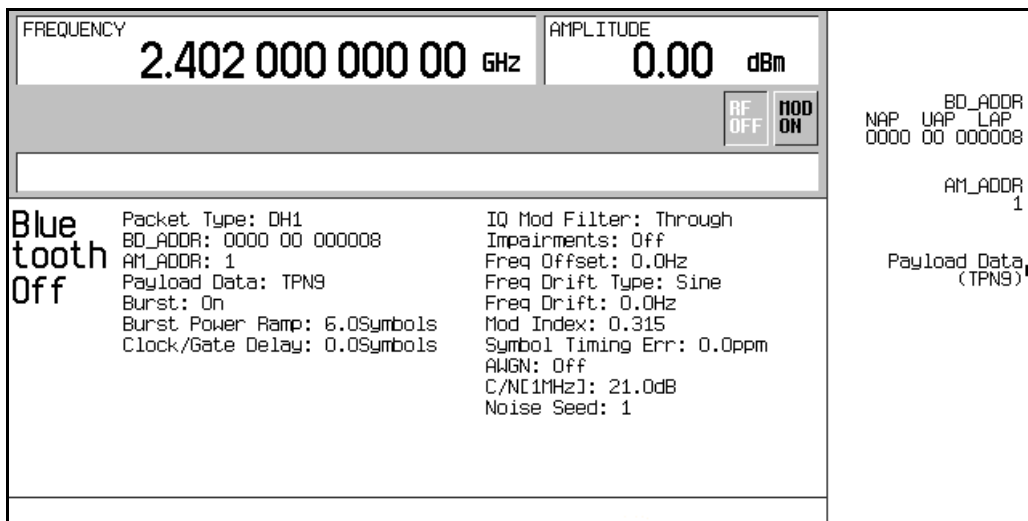 FREQUENCY
2.402 000 000 00 GHz
AMPLITUDE
0.00 dBm
RF OFF
MOD ON
Blue
tooth
Off
Packet Type: DH1
BD_ADDR: 0000 00 000008
AM_ADDR: 1
Payload Data: TPN9
Burst: On
Burst Power Ramp: 6.0Symbols
Clock/Gate Delay: 0.0Symbols
IQ Mod Filter: Through
Impairments: Off
Freq Offset: 0.0Hz
Freq Drift Type: Sine
Freq Drift: 0.0Hz
Mod Index: 0.315
Symbol Timing Err: 0.0ppm
AWGN: Off
C/N[1MHz]: 21.0dB
Noise Seed: 1
BD_ADDR
NAP UAP LAP
0000 00 000008
AM_ADDR
1
Payload Data
(TPN9)